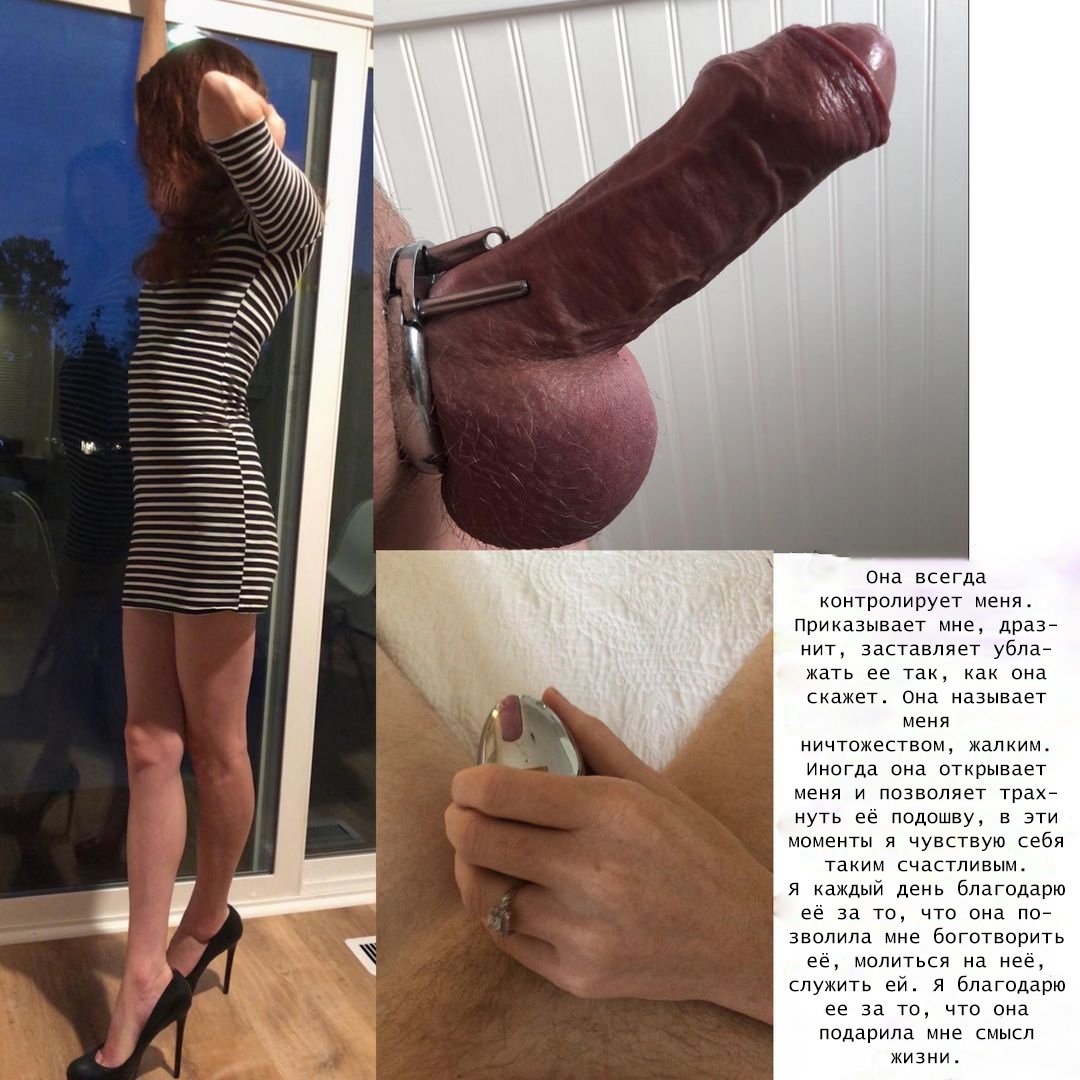 Она всегда
контролирует меня.
Приказывает мне, драз-
нит, заставляет убла-
жать ее так, как она
скажет. Она называет
меня
ничтожеством, жалким.
Иногда она открывает
меня и позволяет трах-
нуть её подошву, в эти
моменты я чувствую себя
таким счастливым.
Я каждый день благодарю
её за то, что она по-
зволила мне боготворить
её, молиться на неё,
служить ей. Я благодарю
ее за то, что она
подарила мне смысл
жизни.